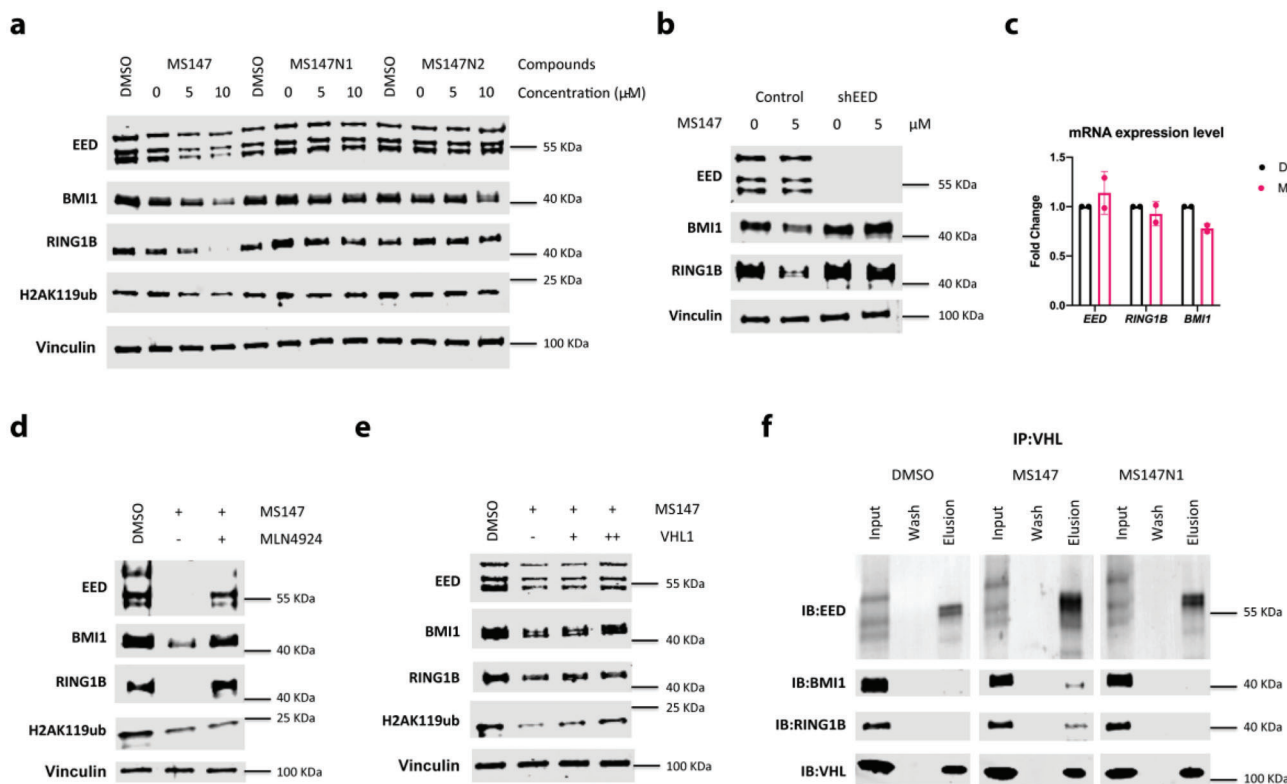 a
DMSO MS147 DMSO MS147N1 DMSO MS147N2 Compounds
0 5 10 0 5 10 0 5 10 Concentration (µM)
EED
55 KDa
BMI1
40 KDa
RING1B
40 KDa
25 KDa
H2AK119ub
Vinculin
100 KDa
b
Control shEED
MS147 0 5 0 5 µM
EED
55 KDa
BMI1
40 KDa
RING1B
40 KDa
Vinculin
100 KDa
c
mRNA expression level
Fold Change
1.5
1.0
0.5
0.0
EED RING1B BMI1
D
M
d
DMSO + + MS147
- + MLN4924
EED
55 KDa
BMI1
40 KDa
RING1B
40 KDa
25 KDa
H2AK119ub
Vinculin
100 KDa
e
DMSO + + + MS147
- + ++ VHL1
EED
55 KDa
BMI1
40 KDa
RING1B
40 KDa
25 KDa
H2AK119ub
Vinculin
100 KDa
f
IP:VHL
DMSO MS147 MS147N1
Input Wash Elusion Input Wash Elusion Input Wash Elusion
IB:EED
55 KDa
IB:BMI1
40 KDa
IB:RING1B
40 KDa
IB:VHL
100 KDa